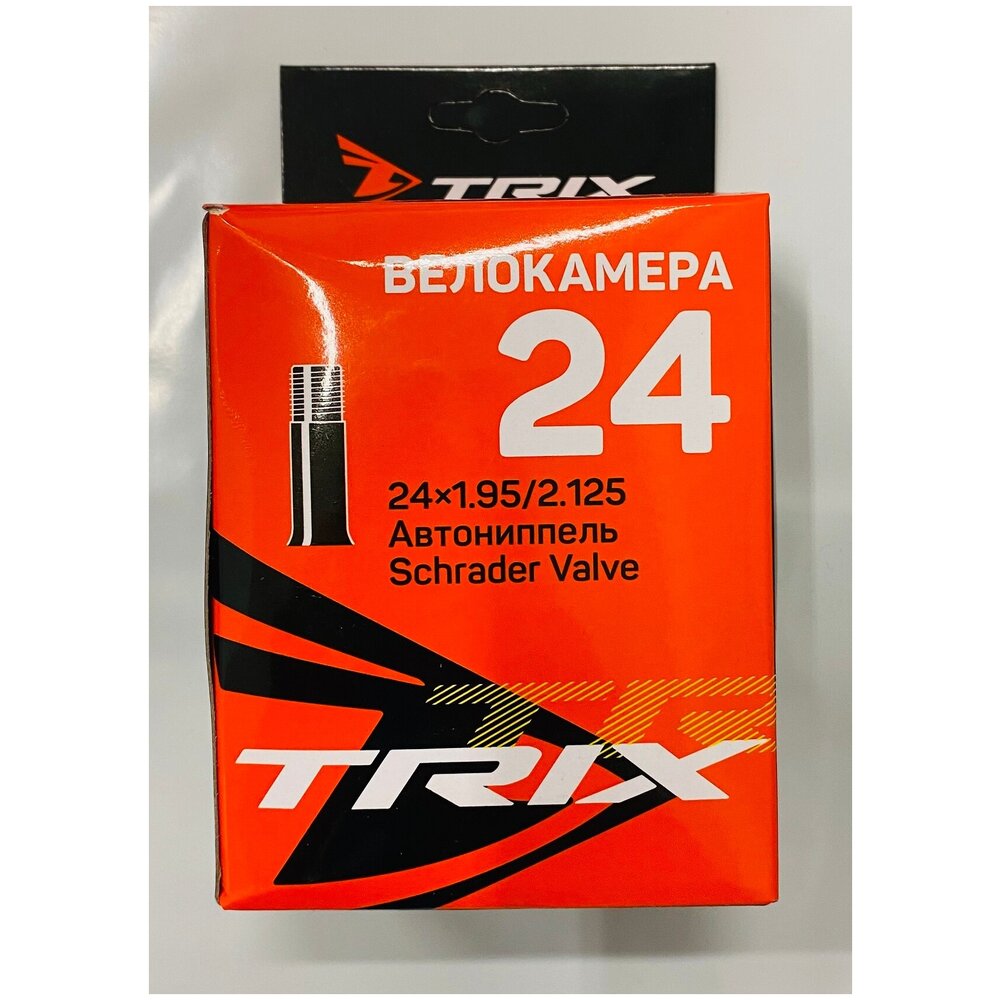 TRIX
ВЕЛОКАМЕРА
24
24×1.95/2.125
Автониппель
Schrader Valve
TRIX